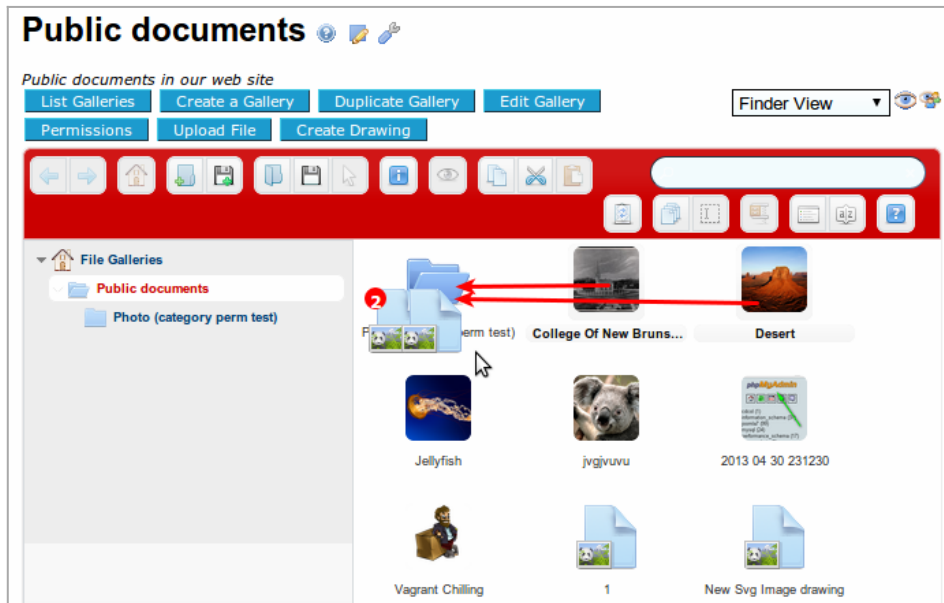 Public documents
Public documents in our web site
List Galleries Create a Gallery Duplicate Gallery Edit Gallery
Finder View
Permissions Upload File Create Drawing
File Galleries
Public documents
Photo (category perm test)
2
P erm test) College Of New Bruns... Desert
phpMyAdmin
Jellyfish jvgjvuvu 2013 04 30 231230
Vagrant Chilling 1 New Svg Image drawing